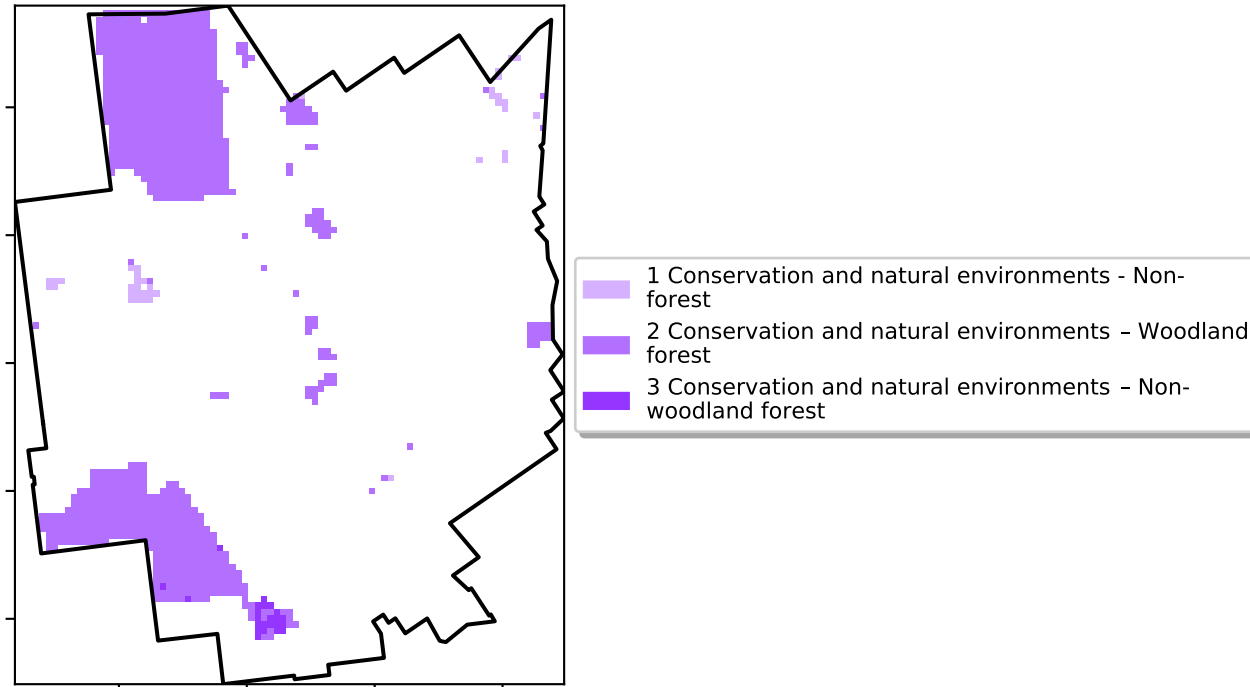 1 Conservation and natural environments - Non-
forest
2 Conservation and natural environments – Woodland
forest
3 Conservation and natural environments – Non-
woodland forest